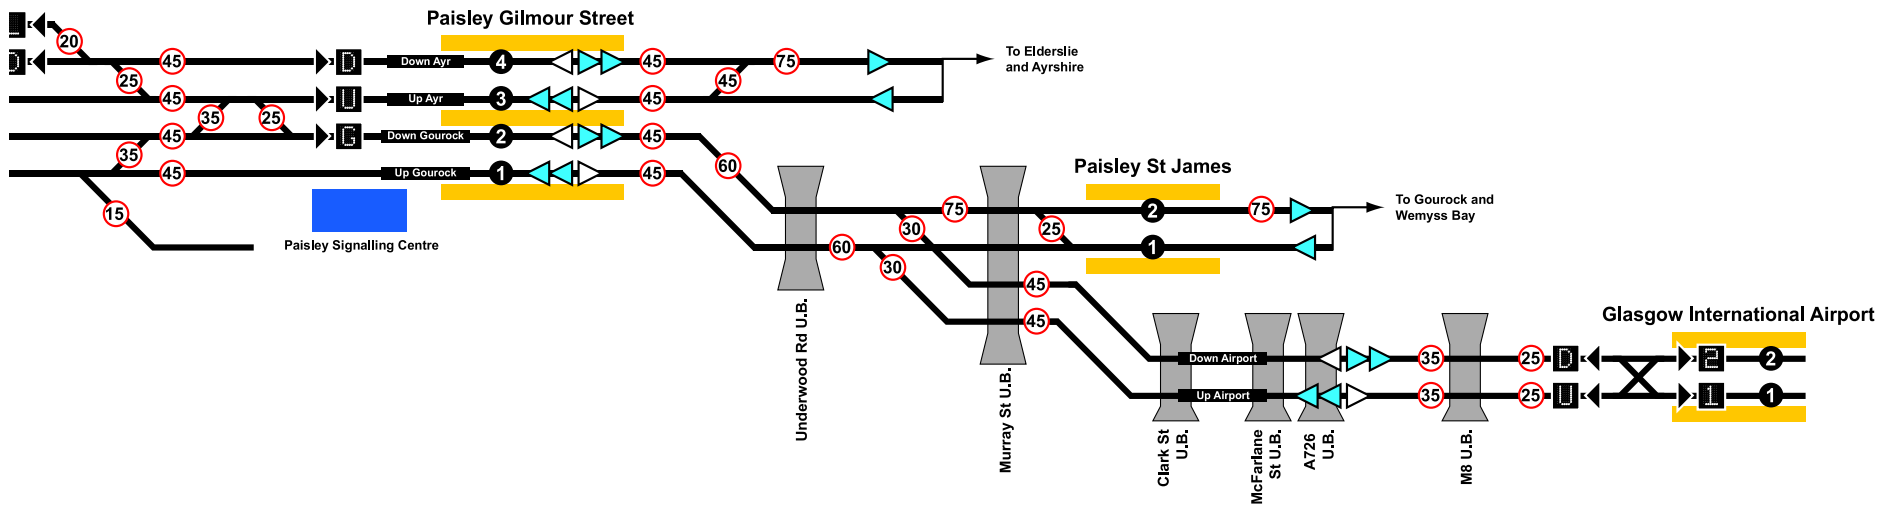 Paisley Gilmour Street
20
D
45
D
Down Ayr
4
45
75
To Elderslie
and Ayrshire
25
45
45
U
Up Ayr
3
45
35
25
45
G
Down Gourock
2
45
35
45
Up Gourock
1
45
60
Paisley St James
15
Paisley Signalling Centre
75
2
75
To Gourock and
Wemyss Bay
30
25
60
1
30
45
45
Underwood Rd U.B.
Murray St U.B.
Glasgow International Airport
Down Airport
35
25
D
2
2
Up Airport
35
25
U
1
1
Clark St
U.B.
McFarlane
St U.B.
A726
U.B.
M8 U.B.